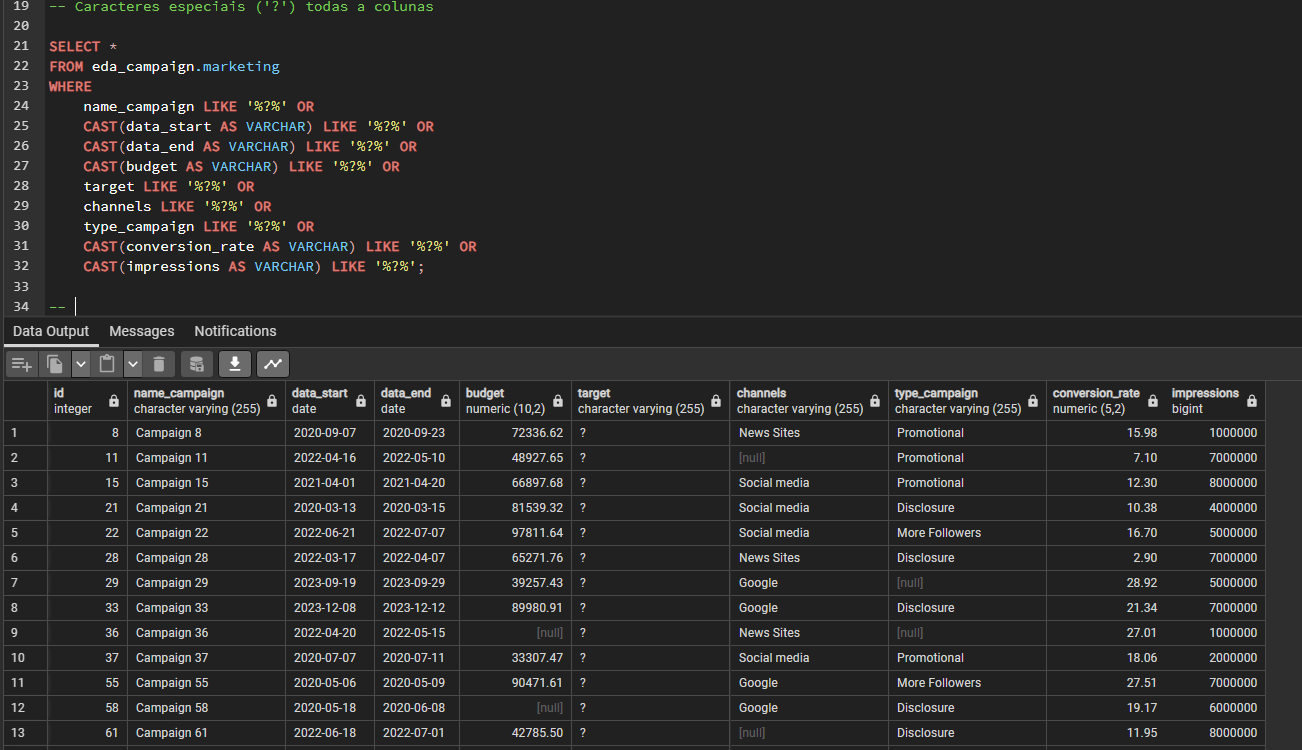 19 -- Caracteres especiais ('?') todas a colunas
20
21 SELECT *
22 FROM eda_campaign.marketing
23 WHERE
24 name_campaign LIKE '%?%' OR
25 CAST(data_start AS VARCHAR) LIKE '%?%' OR
26 CAST(data_end AS VARCHAR) LIKE '%?%' OR
27 CAST(budget AS VARCHAR) LIKE '%?%' OR
28 target LIKE '%?%' OR
29 channels LIKE '%?%' OR
30 type_campaign LIKE '%?%' OR
31 CAST(conversion_rate AS VARCHAR) LIKE '%?%' OR
32 CAST(impressions AS VARCHAR) LIKE '%?%';
33
34 --
Data Output Messages Notifications
id name_campaign data_start data_end budget target channels type_campaign conversion_rate impressions
integer character varying (255) date date numeric (10,2) character varying (255) character varying (255) character varying (255) numeric (5,2) bigint
1 8 Campaign 8 2020-09-07 2020-09-23 72336.62 ? News Sites Promotional 15.98 1000000
2 11 Campaign 11 2022-04-16 2022-05-10 48927.65 ? [null] Promotional 7.10 7000000
3 15 Campaign 15 2021-04-01 2021-04-20 66897.68 ? Social media Promotional 12.30 8000000
4 21 Campaign 21 2020-03-13 2020-03-15 81539.32 ? Social media Disclosure 10.38 4000000
5 22 Campaign 22 2022-06-21 2022-07-07 97811.64 ? Social media More Followers 16.70 5000000
6 28 Campaign 28 2022-03-17 2022-04-07 65271.76 ? News Sites Disclosure 2.90 7000000
7 29 Campaign 29 2023-09-19 2023-09-29 39257.43 ? Google [null] 28.92 5000000
8 33 Campaign 33 2023-12-08 2023-12-12 89980.91 ? Google Disclosure 21.34 7000000
9 36 Campaign 36 2022-04-20 2022-05-15 [null] ? News Sites [null] 27.01 1000000
10 37 Campaign 37 2020-07-07 2020-07-11 33307.47 ? Social media Promotional 18.06 2000000
11 55 Campaign 55 2020-05-06 2020-05-09 90471.61 ? Google More Followers 27.51 7000000
12 58 Campaign 58 2020-05-18 2020-06-08 [null] ? Google Disclosure 19.17 6000000
13 61 Campaign 61 2022-06-18 2022-07-01 42785.50 ? [null] Disclosure 11.95 8000000